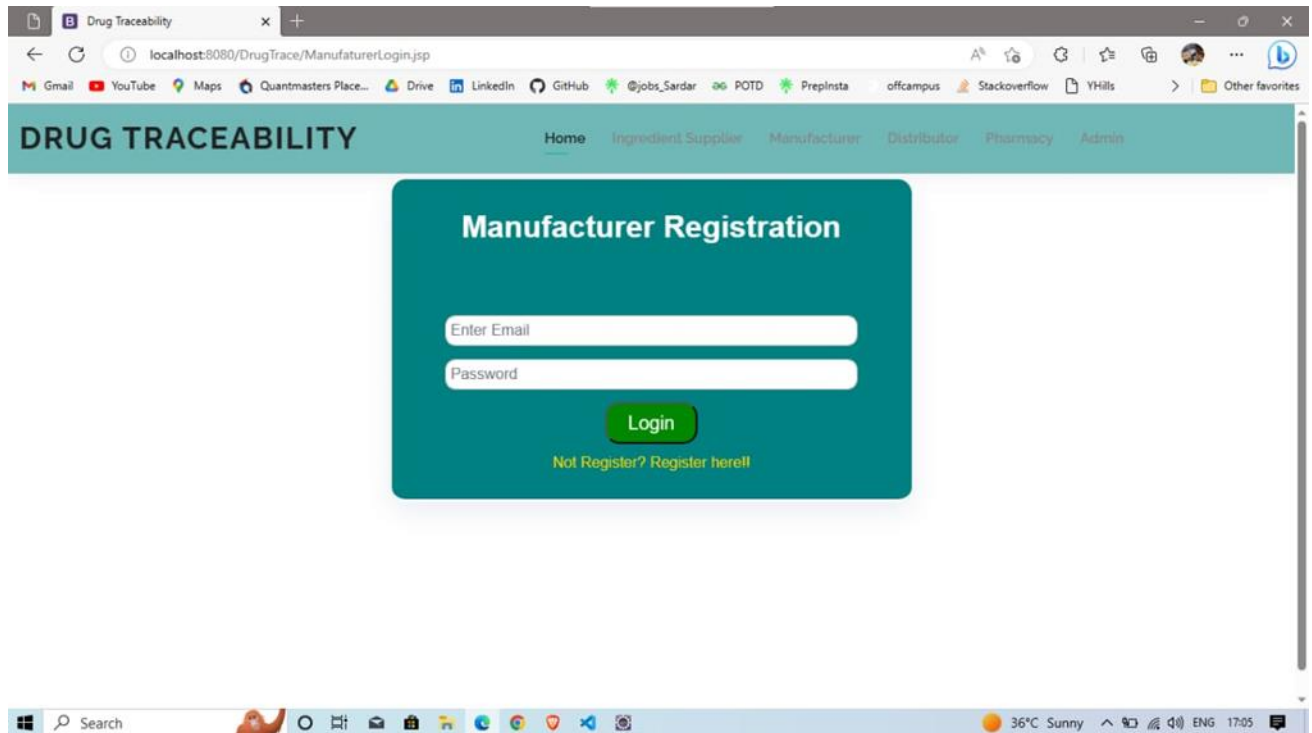 Drug Traceability
localhost:8080/DrugTrace/ManufaturerLogin.jsp
Gmail YouTube Maps Quantmasters Place... Drive LinkedIn GitHub @jobs_Sardar POTD PrepInsta offcampus Stackoverflow YHills Other favorites
DRUG TRACEABILITY Home Ingredient Supplier Manufacturer Distributor Pharmacy Admin
Manufacturer Registration
Enter Email
Password
Login
Not Register? Register here!!
Search 36°C Sunny ENG 17:05